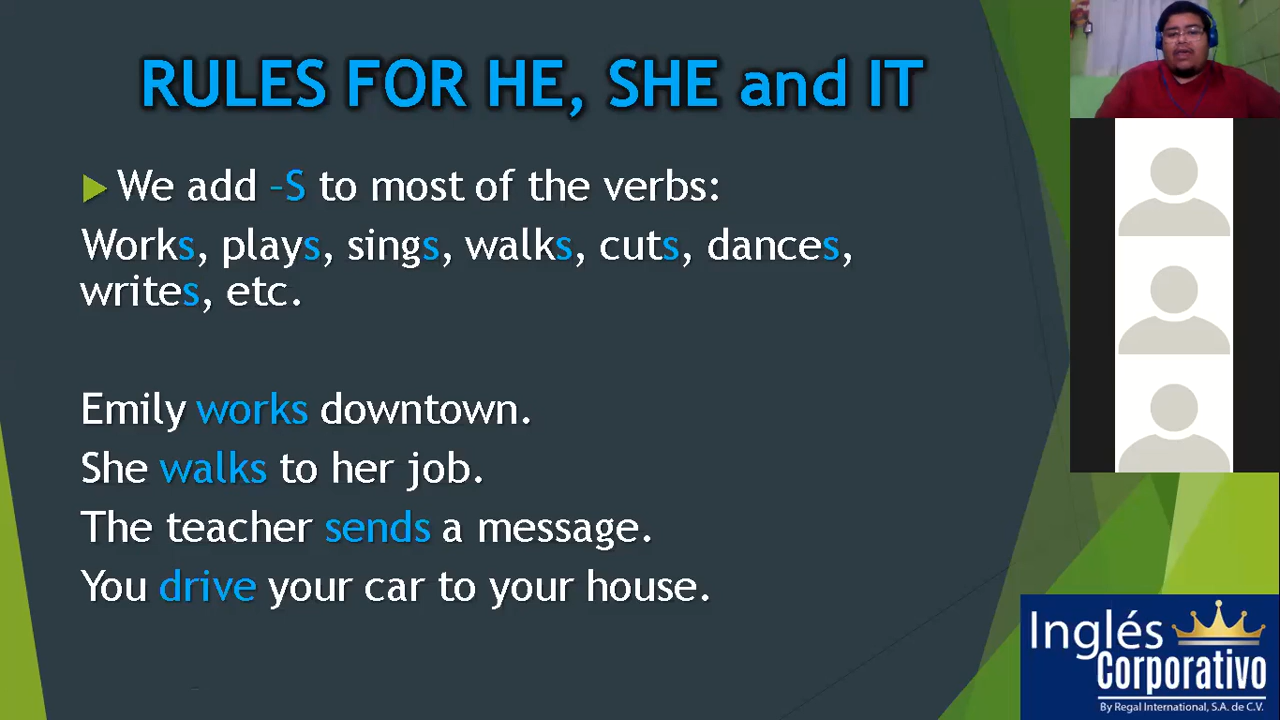 RULES FOR HE, SHE and IT
We add –S to most of the verbs:
Works, plays, sings, walks, cuts, dances,
writes, etc.
Emily works downtown.
She walks to her job.
The teacher sends a message.
You drive your car to your house.
Inglés
Corporativo
By Regal International, S.A. de C.V.